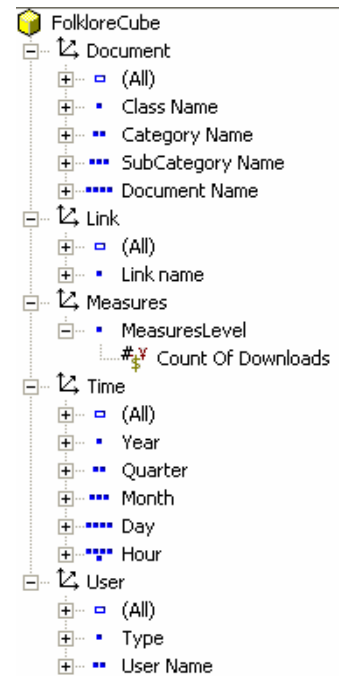 FolkloreCube
Document
(All)
Class Name
Category Name
SubCategory Name
Document Name
Link
(All)
Link name
Measures
MeasuresLevel
Count Of Downloads
Time
(All)
Year
Quarter
Month
Day
Hour
User
(All)
Type
User Name